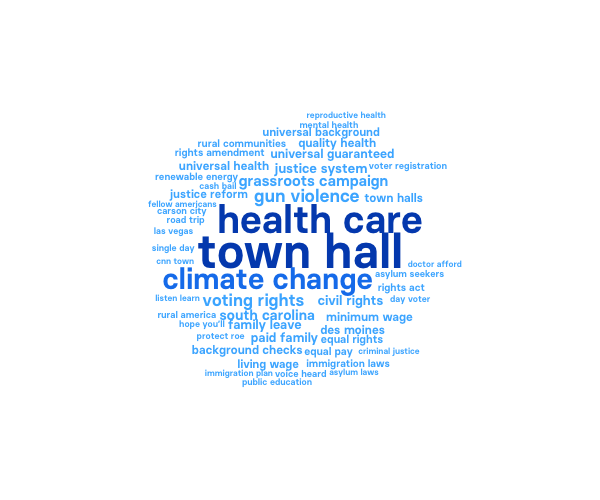 reproductive health
mental health
universal background
rural communities quality health
rights amendment universal guaranteed
universal health justice system voter registration
renewable energy grassroots campaign
cash bail
justice reform gun violence town halls
fellow americans
carson city health care
road trip
las vegas
single day town hall
cnn town doctor afford
climate change asylum seekers
rights act
listen learn voting rights civil rights day voter
rural america south carolina minimum wage
hope you'll family leave des moines
protect roe paid family equal rights
background checks equal pay criminal justice
living wage immigration laws
immigration plan voice heard asylum laws
public education